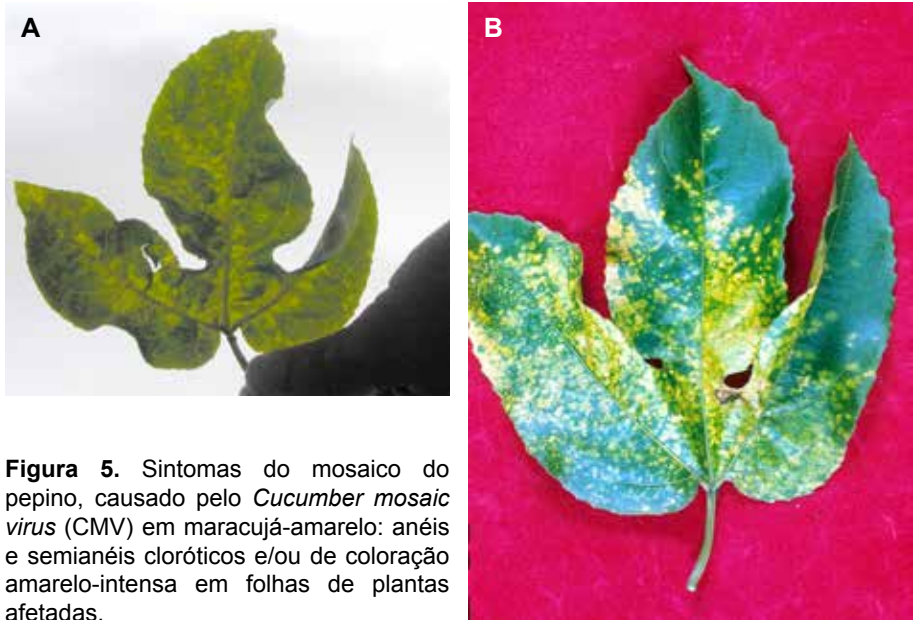 A
B
Figura 5. Sintomas do mosaico do
pepino, causado pelo Cucumber mosaic
virus (CMV) em maracujá-amarelo: anéis
e semianéis cloróticos e/ou de coloração
amarelo-intensa em folhas de plantas
afetadas.